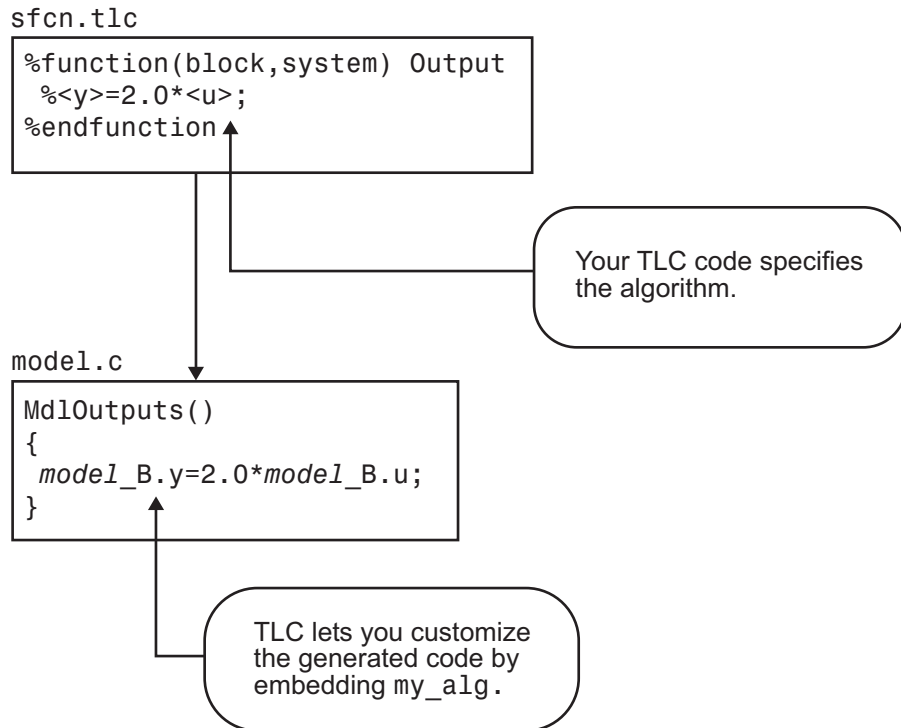 sfcn.tlc
%function(block,system) Output
%<y>=2.0*<u>;
%endfunction
Your TLC code specifies
the algorithm.
model.c
MdlOutputs()
{
model_B.y=2.0*model_B.u;
}
TLC lets you customize
the generated code by
embedding my_alg.